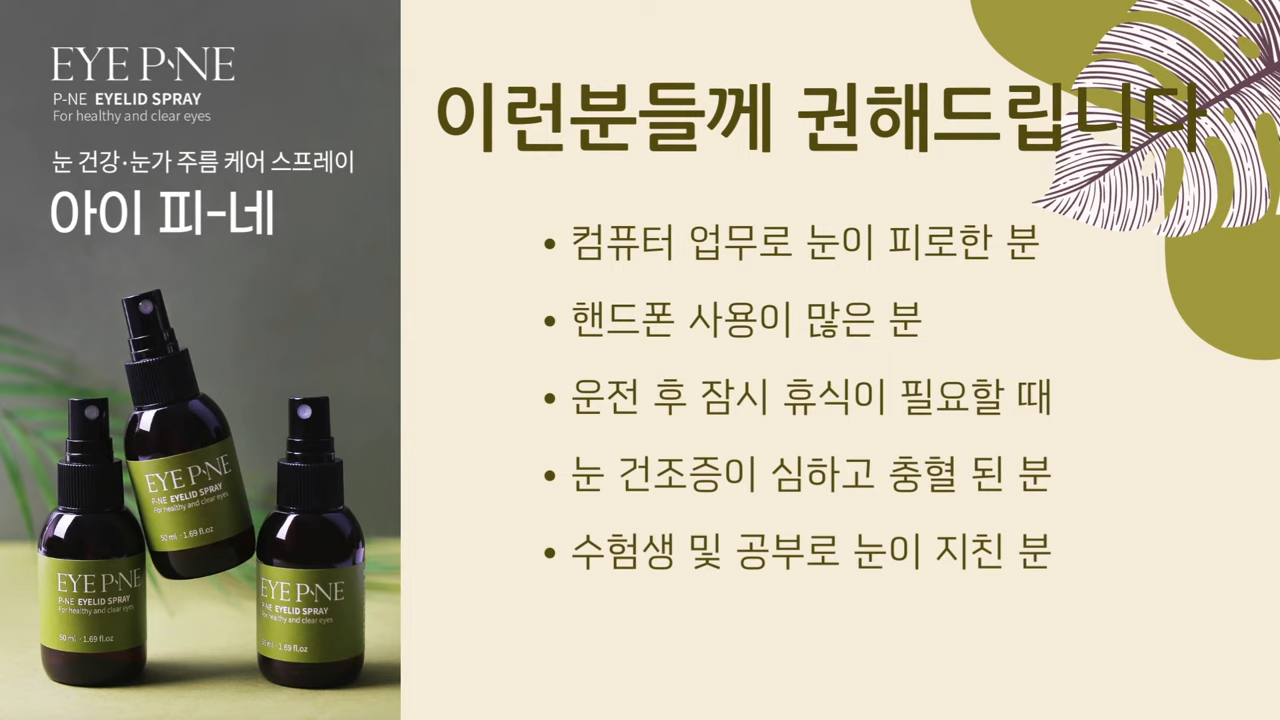 EYE P·NE
P-NE EYELID SPRAY
For healthy and clear eyes
눈 건강·눈가 주름 케어 스프레이
아이 피-네
EYE P·NE
P-NE EYELID SPRAY
For healthy and clear eyes
50 ml · 1.69 fl.oz
EYE P·NE
P-NE EYELID SPRAY
For healthy and clear eyes
50 ml · 1.69 fl.oz
EYE P·NE
P-NE EYELID SPRAY
For healthy and clear eyes
50 ml · 1.69 fl.oz
이런분들께 권해드립니다
• 컴퓨터 업무로 눈이 피로한 분
• 핸드폰 사용이 많은 분
• 운전 후 잠시 휴식이 필요할 때
• 눈 건조증이 심하고 충혈 된 분
• 수험생 및 공부로 눈이 지친 분